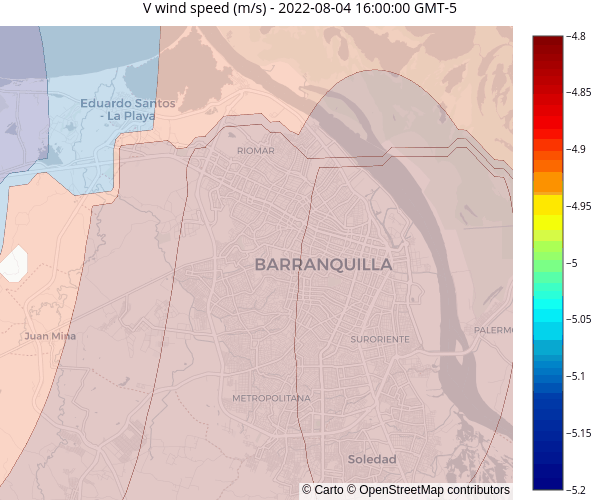 V wind speed (m/s) - 2022-08-04 16:00:00 GMT-5
Eduardo Santos
- La Playa
RIOMAR
BARRANQUILLA
PALERMO
Juan Mina
SURORIENTE
METROPOLITANA
Soledad
© Carto © OpenStreetMap contributors
−4.8
−4.85
−4.9
−4.95
−5
−5.05
−5.1
−5.15
−5.2